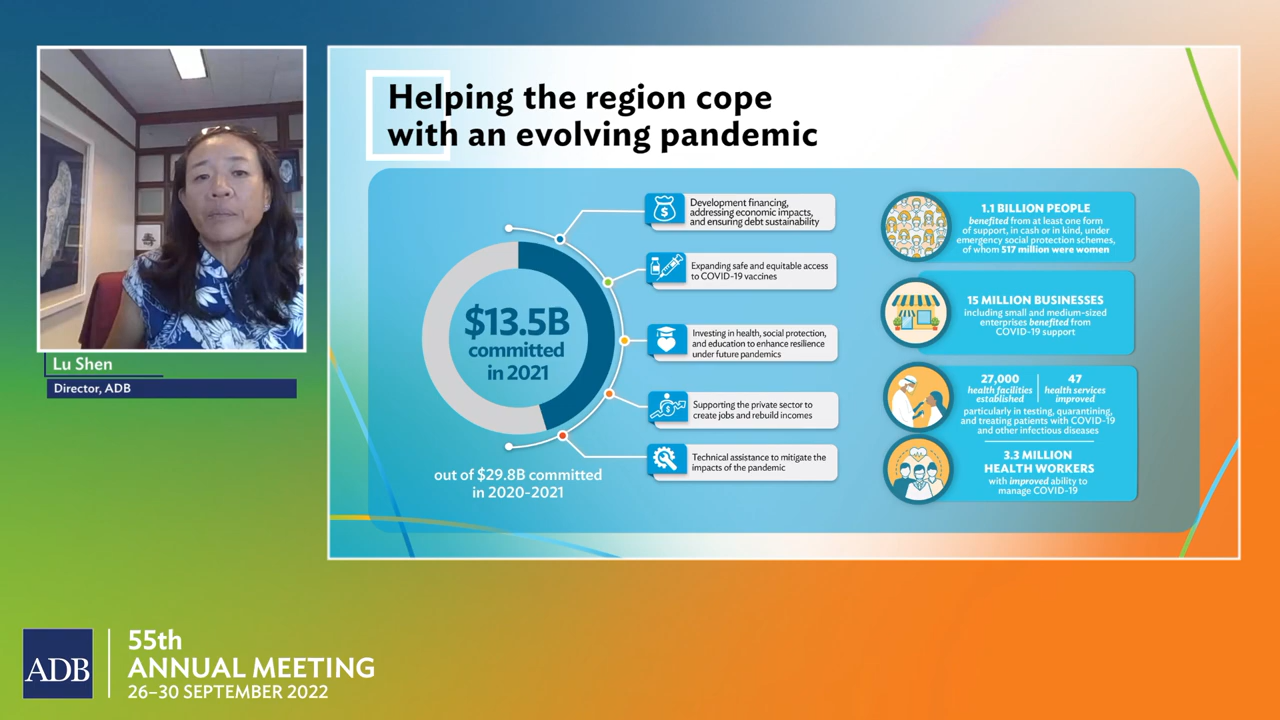 Helping the region cope
with an evolving pandemic
Lu Shen
Director, ADB
$13.5B
committed
in 2021
out of $29.8B committed
in 2020-2021
Development financing,
addressing economic impacts,
and ensuring debt sustainability
Expanding safe and equitable access
to COVID-19 vaccines
Investing in health, social protection,
and education to enhance resilience
under future pandemics
Supporting the private sector to
create jobs and rebuild incomes
Technical assistance to mitigate the
impacts of the pandemic
1.1 BILLION PEOPLE
benefited from at least one form
of support, in cash or in kind, under
emergency social protection schemes,
of whom 517 million were women
15 MILLION BUSINESSES
including small and medium-sized
enterprises benefited from
COVID-19 support
27,000
health facilities
established
47
health services
improved
particularly in testing, quarantining,
and treating patients with COVID-19
and other infectious diseases
3.3 MILLION
HEALTH WORKERS
with improved ability to
manage COVID-19
ADB
55th
ANNUAL MEETING
26–30 SEPTEMBER 2022